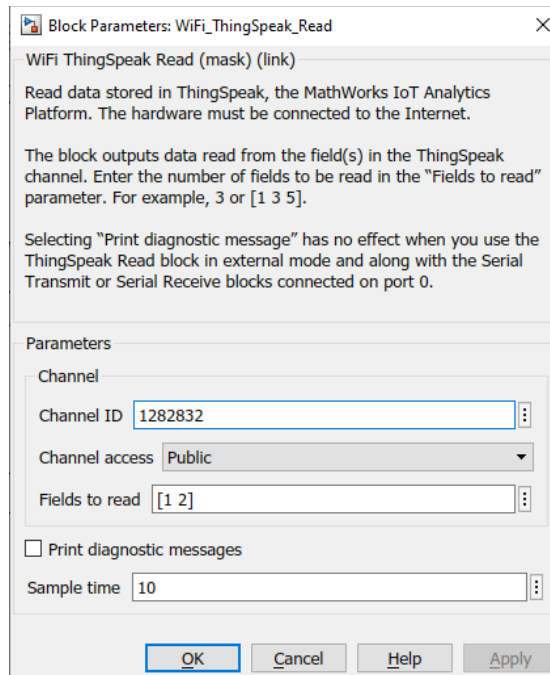 Block Parameters: WiFi_ThingSpeak_Read
WiFi ThingSpeak Read (mask) (link)
Read data stored in ThingSpeak, the MathWorks IoT Analytics
Platform. The hardware must be connected to the Internet.
The block outputs data read from the field(s) in the ThingSpeak
channel. Enter the number of fields to be read in the “Fields to read”
parameter. For example, 3 or [1 3 5].
Selecting “Print diagnostic message” has no effect when you use the
ThingSpeak Read block in external mode and along with the Serial
Transmit or Serial Receive blocks connected on port 0.
Parameters
Channel
Channel ID 1282832
Channel access Public
Fields to read [1 2]
Print diagnostic messages
Sample time 10
OK Cancel Help Apply